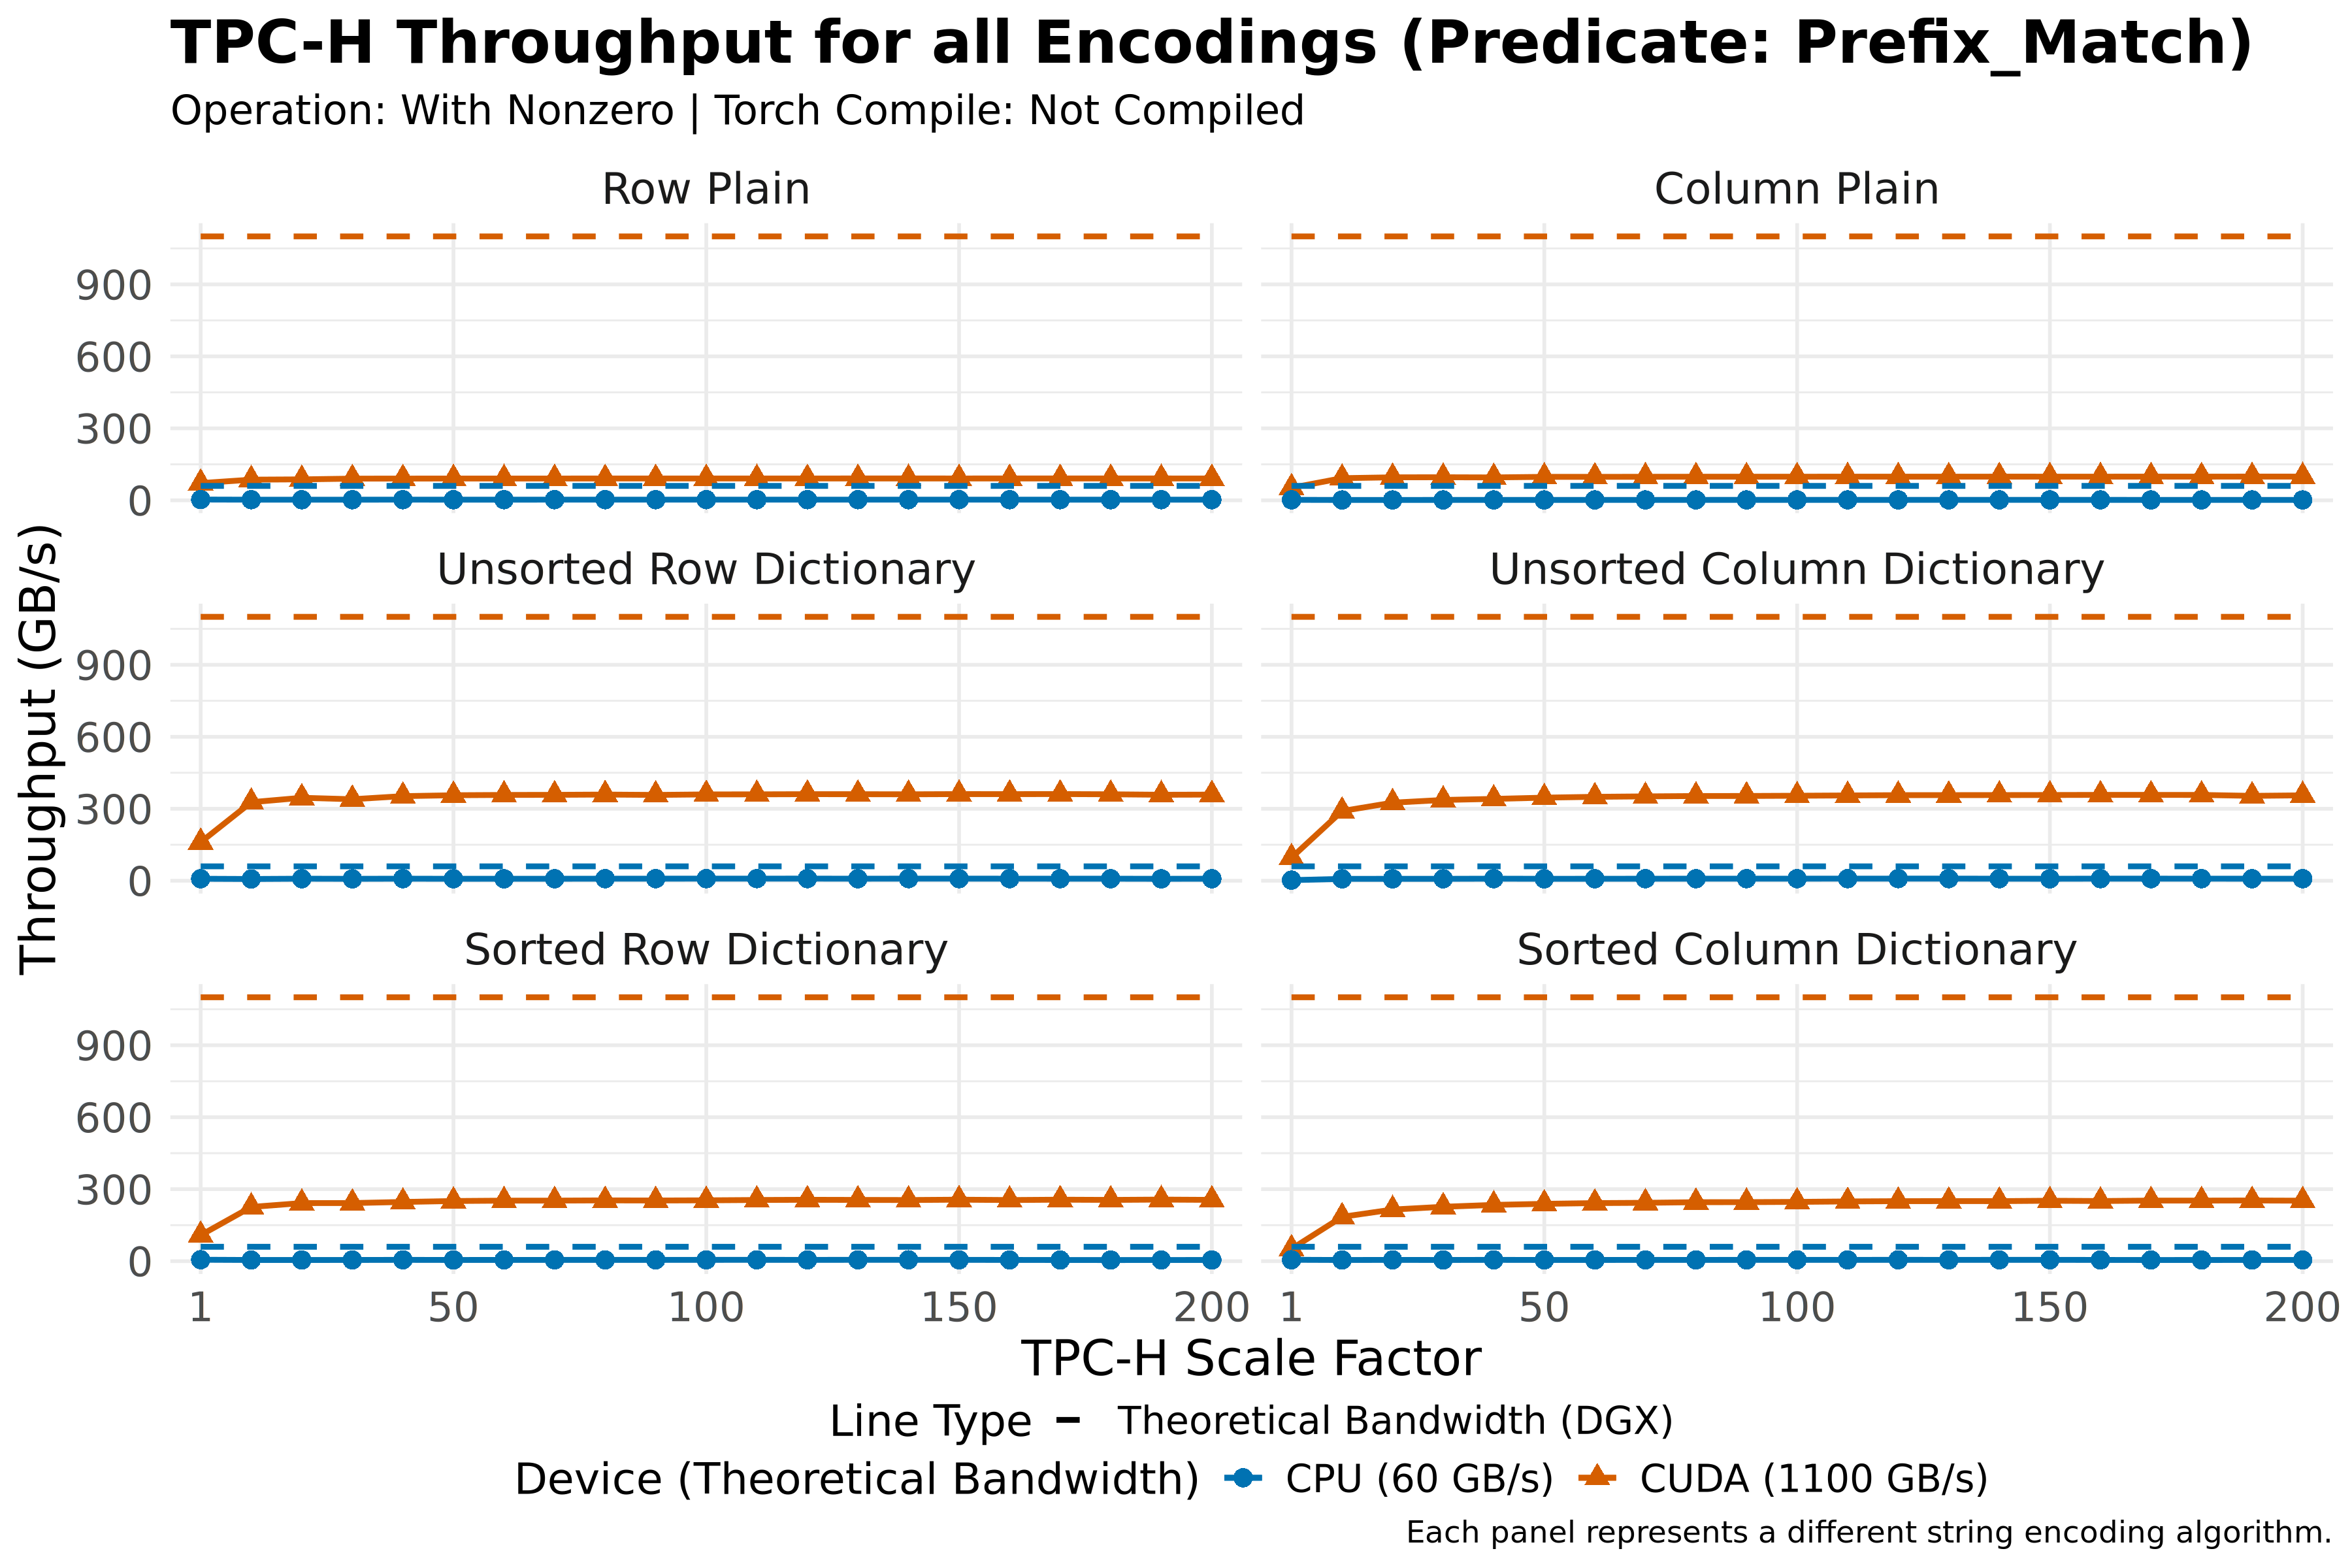 TPC-H Throughput for all Encodings (Predicate: Prefix_Match)
Operation: With Nonzero | Torch Compile: Not Compiled
Row Plain
Column Plain
900
600
300
0
Unsorted Row Dictionary
Unsorted Column Dictionary
900
600
300
0
Sorted Row Dictionary
Sorted Column Dictionary
900
600
300
0
Throughput (GB/s)
1 50 100 150 200
1 50 100 150 200
TPC-H Scale Factor
Line Type Theoretical Bandwidth (DGX)
Device (Theoretical Bandwidth) CPU (60 GB/s) CUDA (1100 GB/s)
Each panel represents a different string encoding algorithm.